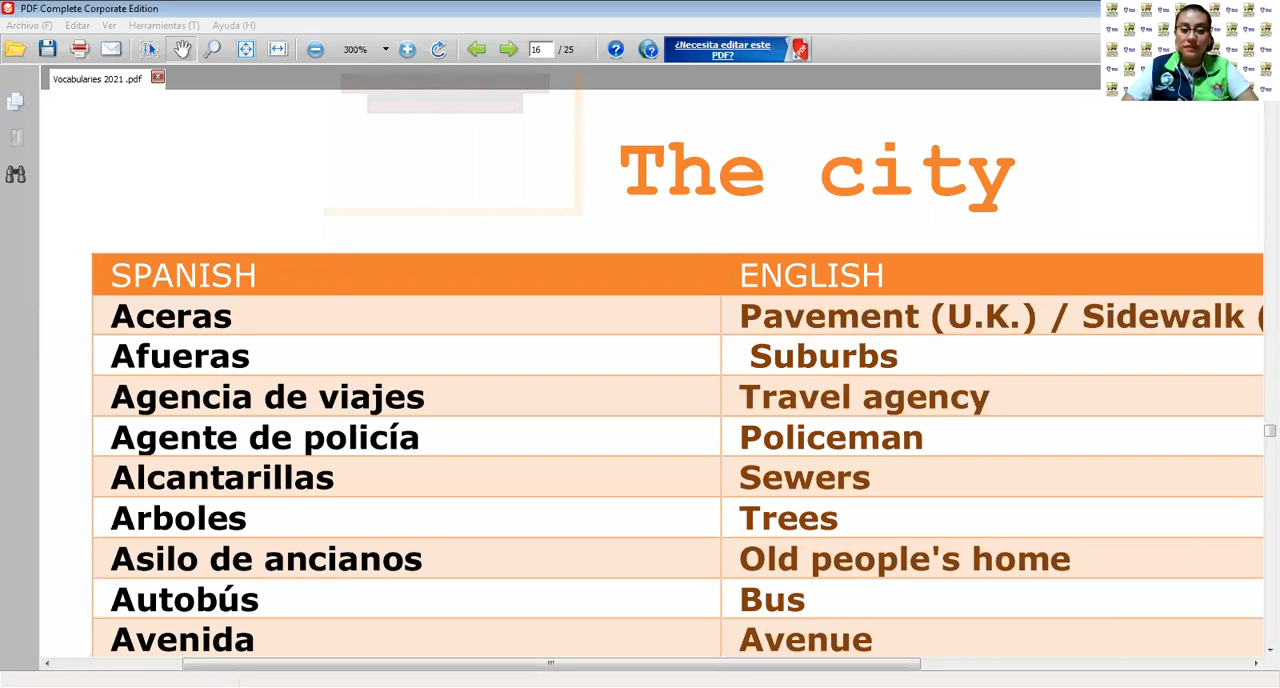 PDF Complete Corporate Edition
Archivo (F) Editar Ver Herramientas (T) Ayuda (H)
300% 16 / 25 ¿Necesita editar este PDF?
Vocabularies 2021 .pdf
The city
SPANISH ENGLISH
Aceras Pavement (U.K.) / Sidewalk (
Afueras Suburbs
Agencia de viajes Travel agency
Agente de policía Policeman
Alcantarillas Sewers
Arboles Trees
Asilo de ancianos Old people's home
Autobús Bus
Avenida Avenue